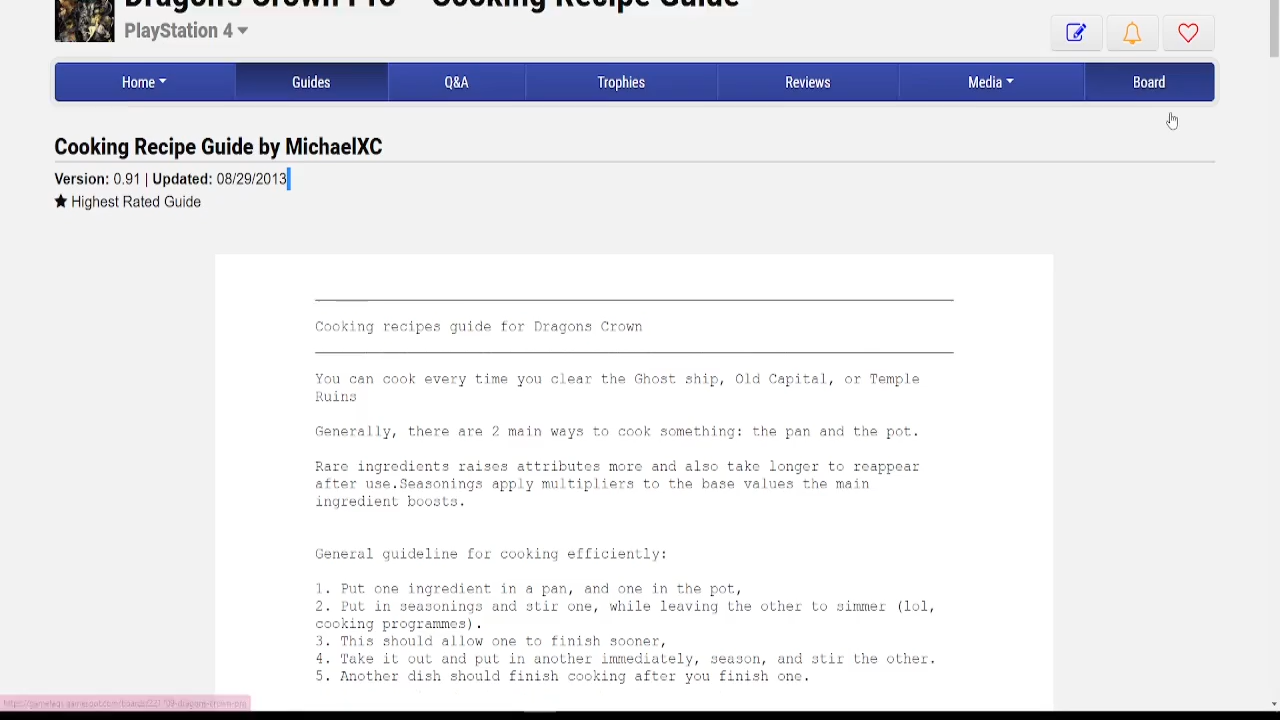 Dragon's Crown Pro – Cooking Recipe Guide
PlayStation 4
Home
Guides
Q&A
Trophies
Reviews
Media
Board
Cooking Recipe Guide by MichaelXC
Version: 0.91 | Updated: 08/29/2013
★ Highest Rated Guide
Cooking recipes guide for Dragons Crown
You can cook every time you clear the Ghost ship, Old Capital, or Temple
Ruins
Generally, there are 2 main ways to cook something: the pan and the pot.
Rare ingredients raises attributes more and also take longer to reappear
after use.Seasonings apply multipliers to the base values the main
ingredient boosts.
General guideline for cooking efficiently:
1. Put one ingredient in a pan, and one in the pot,
2. Put in seasonings and stir one, while leaving the other to simmer (lol,
cooking programmes).
3. This should allow one to finish sooner,
4. Take it out and put in another immediately, season, and stir the other.
5. Another dish should finish cooking after you finish one.